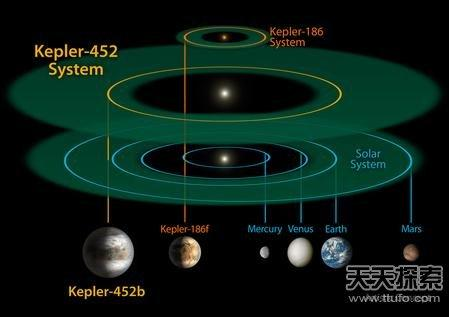 Kepler-186
System
Kepler-452
System
Solar
System
Kepler-186f
Mercury
Venus
Earth
Mars
Kepler-452b
天天探索
www.ttufo.com